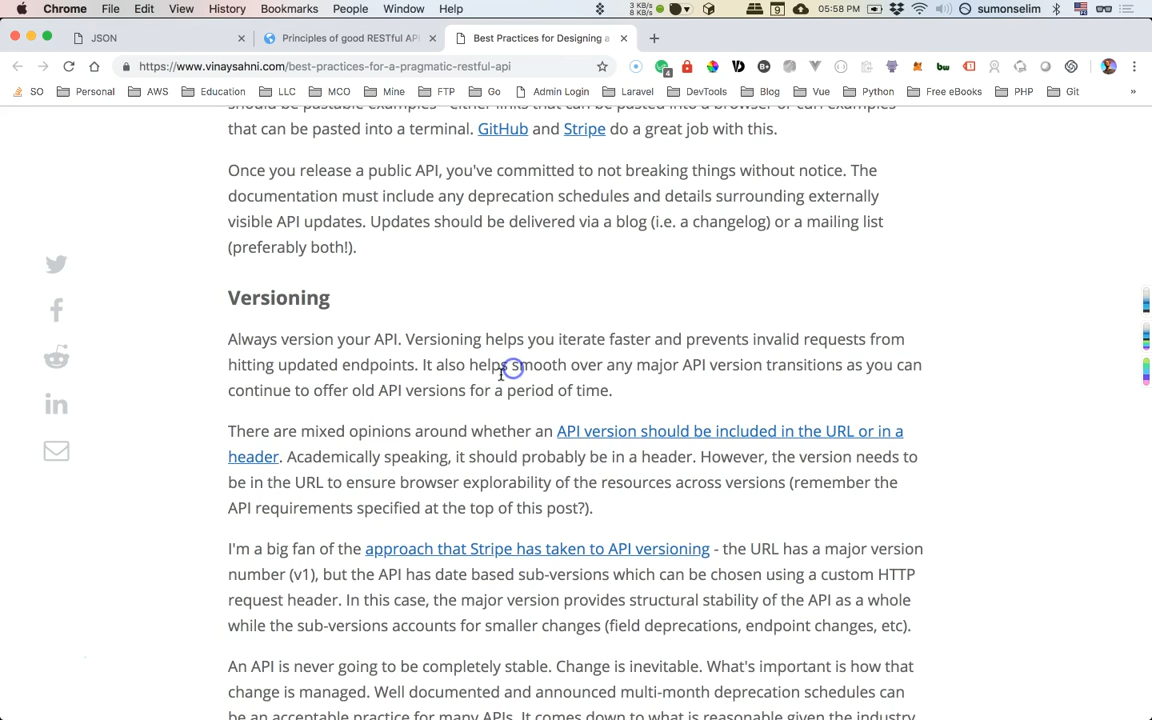 Chrome File Edit View History Bookmarks People Window Help 3 KB/s 8 KB/s 9 05:58 PM sumonselim
JSON Principles of good RESTful API Best Practices for Designing a
https://www.vinaysahni.com/best-practices-for-a-pragmatic-restful-api
SO Personal AWS Education LLC MCO Mine FTP Go Admin Login Laravel DevTools Blog Vue Python Free eBooks PHP Git »
should be pastable examples - either links that can be pasted into a browser or curl examples
that can be pasted into a terminal. GitHub and Stripe do a great job with this.
Once you release a public API, you've committed to not breaking things without notice. The
documentation must include any deprecation schedules and details surrounding externally
visible API updates. Updates should be delivered via a blog (i.e. a changelog) or a mailing list
(preferably both!).
Versioning
Always version your API. Versioning helps you iterate faster and prevents invalid requests from
hitting updated endpoints. It also helps smooth over any major API version transitions as you can
continue to offer old API versions for a period of time.
There are mixed opinions around whether an API version should be included in the URL or in a
header. Academically speaking, it should probably be in a header. However, the version needs to
be in the URL to ensure browser explorability of the resources across versions (remember the
API requirements specified at the top of this post?).
I'm a big fan of the approach that Stripe has taken to API versioning - the URL has a major version
number (v1), but the API has date based sub-versions which can be chosen using a custom HTTP
request header. In this case, the major version provides structural stability of the API as a whole
while the sub-versions accounts for smaller changes (field deprecations, endpoint changes, etc).
An API is never going to be completely stable. Change is inevitable. What's important is how that
change is managed. Well documented and announced multi-month deprecation schedules can
be an acceptable practice for many APIs. It comes down to what is reasonable given the industry